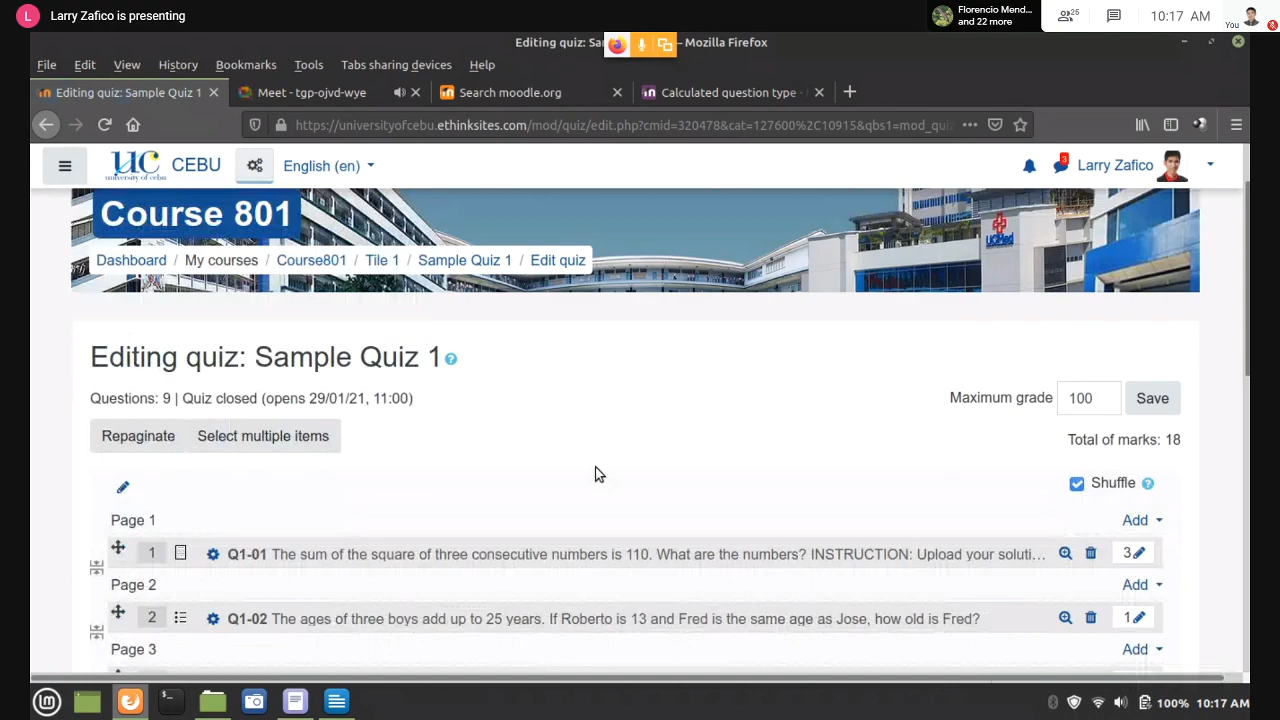 L Larry Zafico is presenting
Florencio Mend...
and 22 more
25
10:17 AM
You
Editing quiz: Sa
– Mozilla Firefox
File Edit View History Bookmarks Tools Tabs sharing devices Help
Editing quiz: Sample Quiz 1
Meet - tgp-ojvd-wye
Search moodle.org
Calculated question type -
https://universityofcebu.ethinksites.com/mod/quiz/edit.php?cmid=320478&cat=127600%2C10915&qbs1=mod_qui
UC
university of cebu
CEBU
English (en)
3
Larry Zafico
Course 801
UCMed
Dashboard / My courses / Course801 / Tile 1 / Sample Quiz 1 / Edit quiz
Editing quiz: Sample Quiz 1
Questions: 9 | Quiz closed (opens 29/01/21, 11:00)
Maximum grade 100 Save
Repaginate Select multiple items
Total of marks: 18
Shuffle
Page 1
Add
1 Q1-01 The sum of the square of three consecutive numbers is 110. What are the numbers? INSTRUCTION: Upload your soluti... 3
Page 2
Add
2 Q1-02 The ages of three boys add up to 25 years. If Roberto is 13 and Fred is the same age as Jose, how old is Fred? 1
Page 3
Add
100% 10:17 AM